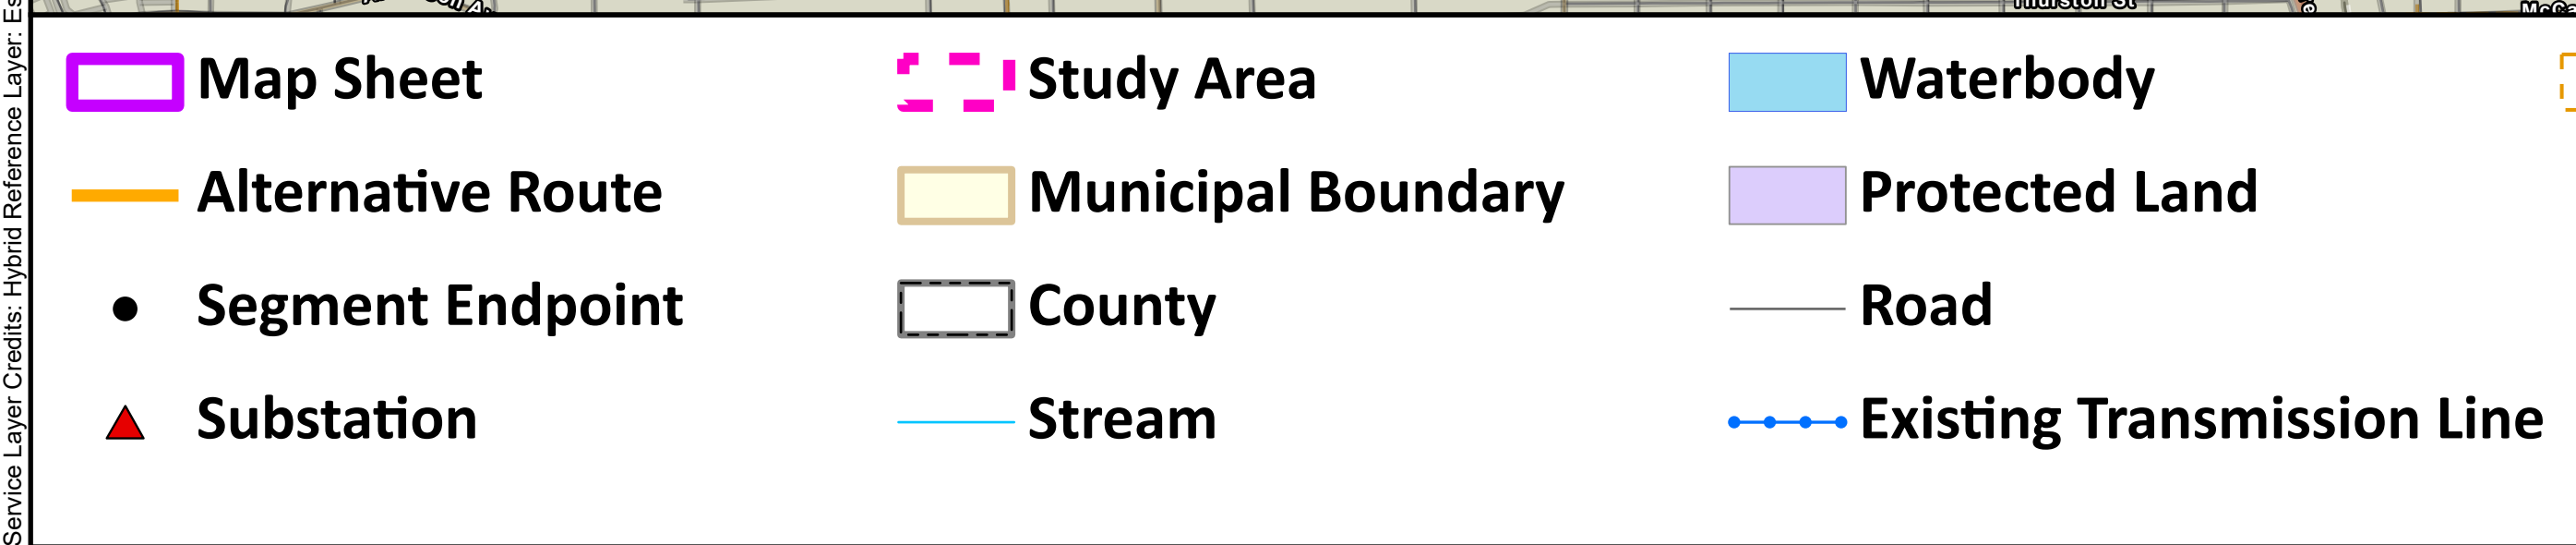 Thurston St
Map Sheet
Study Area
Waterbody
Alternative Route
Municipal Boundary
Protected Land
Segment Endpoint
County
Road
Substation
Stream
Existing Transmission Line
Service Layer Credits: Hybrid Reference Layer: